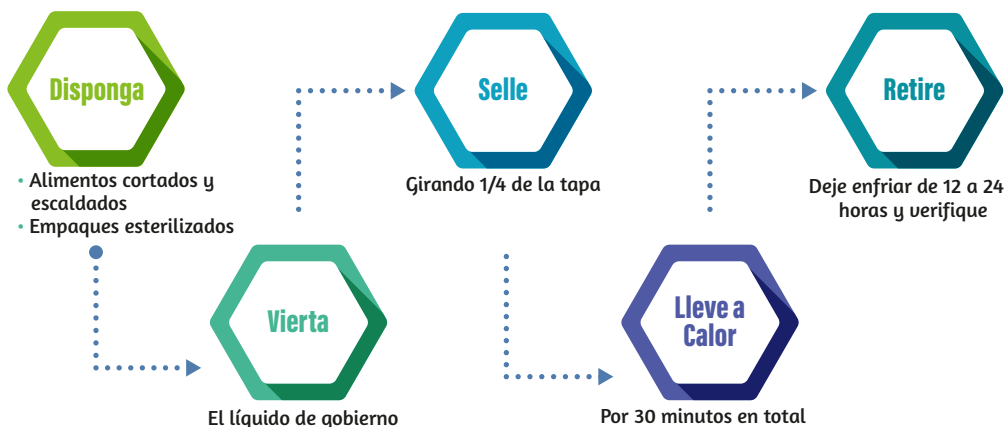 Disponga
• Alimentos cortados y
escaldados
• Empaques esterilizados
Vierta
El líquido de gobierno
Selle
Girando 1/4 de la tapa
Lleve a
Calor
Por 30 minutos en total
Retire
Deje enfriar de 12 a 24
horas y verifique